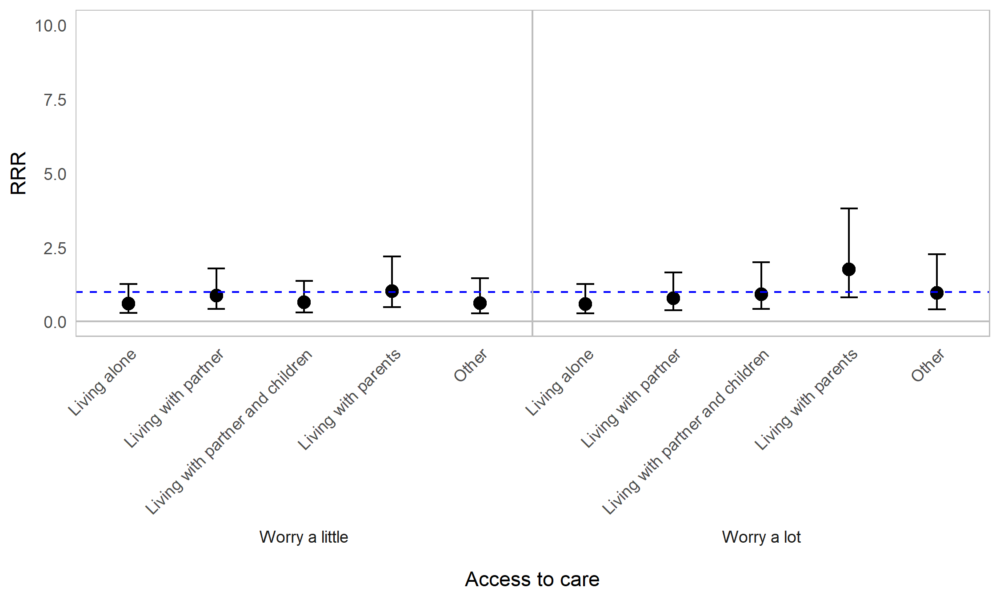 10.0
7.5
5.0
2.5
0.0
RRR
Living alone
Living with partner
Living with partner and children
Living with parents
Other
Living alone
Living with partner
Living with partner and children
Living with parents
Other
Worry a little
Worry a lot
Access to care